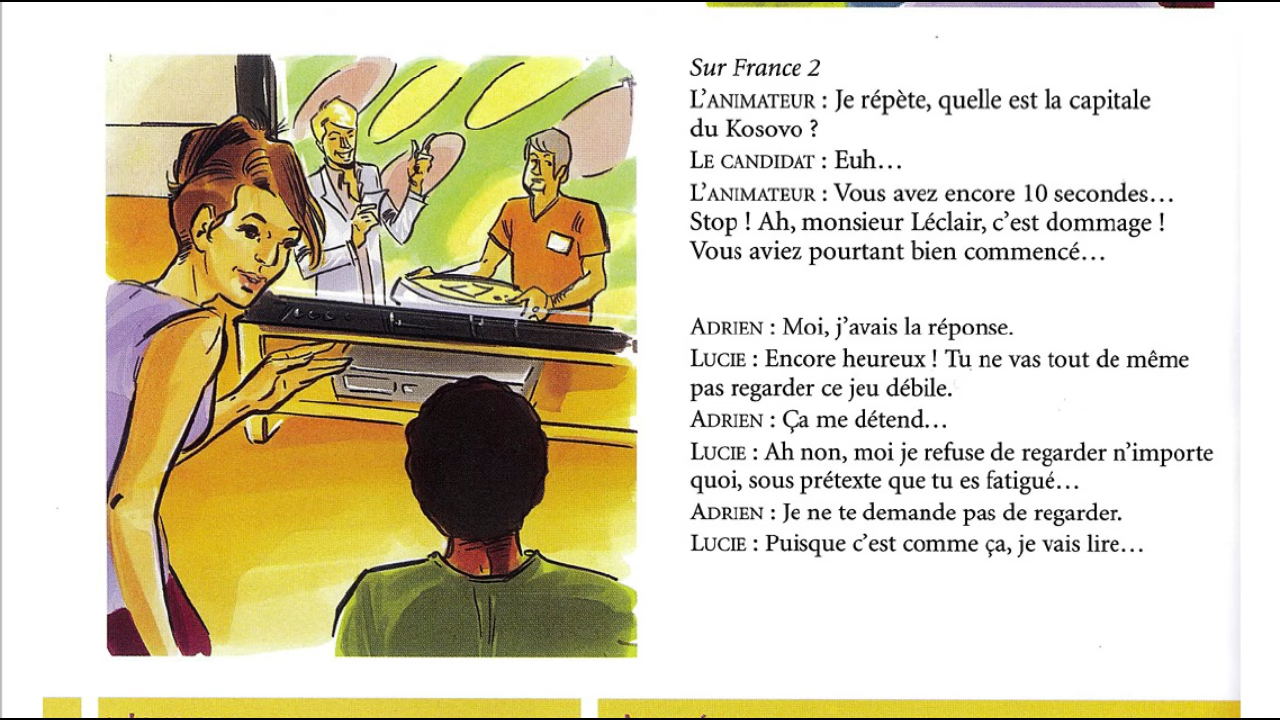 Sur France 2
L'ANIMATEUR : Je répète, quelle est la capitale
du Kosovo ?
LE CANDIDAT : Euh...
L'ANIMATEUR : Vous avez encore 10 secondes...
Stop ! Ah, monsieur Léclair, c'est dommage !
Vous aviez pourtant bien commencé...
ADRIEN : Moi, j'avais la réponse.
LUCIE : Encore heureux ! Tu ne vas tout de même
pas regarder ce jeu débile.
ADRIEN : Ça me détend...
LUCIE : Ah non, moi je refuse de regarder n'importe
quoi, sous prétexte que tu es fatigué...
ADRIEN : Je ne te demande pas de regarder.
LUCIE : Puisque c'est comme ça, je vais lire...